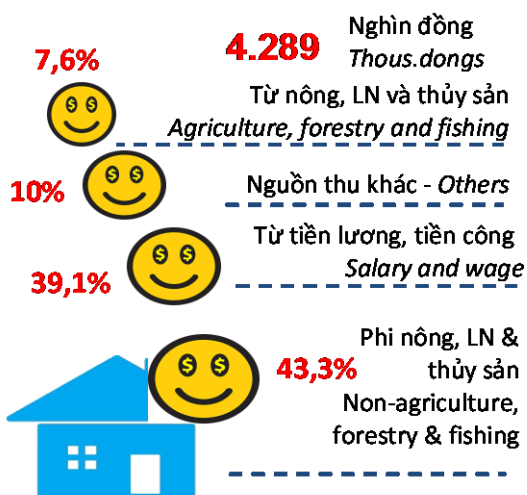 4.289
Nghìn đồng
Thous.dongs
7,6%
Từ nông, LN và thủy sản
Agriculture, forestry and fishing
10%
Nguồn thu khác - Others
Từ tiền lương, tiền công
Salary and wage
39,1%
43,3%
Phi nông, LN &
thủy sản
Non-agriculture,
forestry & fishing